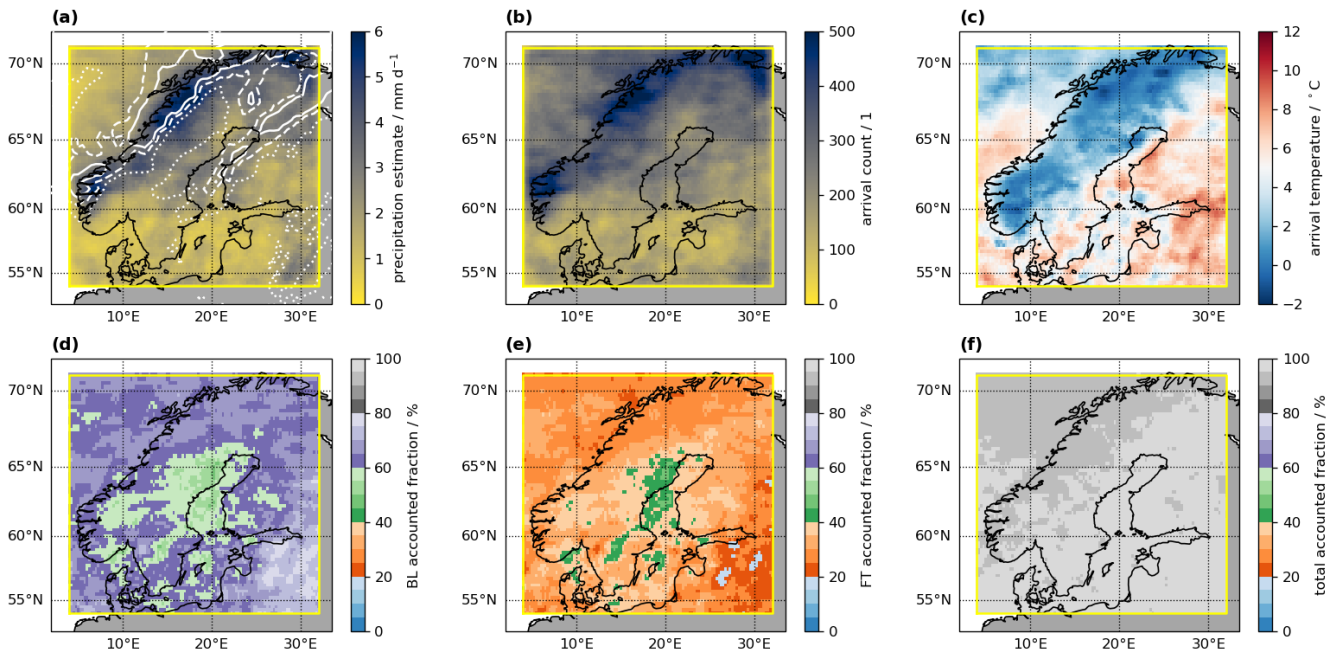 (a)
70°N
65°N
60°N
55°N
10°E 20°E 30°E
6
5
4
3
2
1
0
precipitation estimate / mm d⁻¹
(b)
70°N
65°N
60°N
55°N
10°E 20°E 30°E
500
400
300
200
100
0
arrival count / 1
(c)
70°N
65°N
60°N
55°N
10°E 20°E 30°E
12
10
8
6
4
2
0
−2
arrival temperature / °C
(d)
70°N
65°N
60°N
55°N
10°E 20°E 30°E
100
80
60
40
20
0
BL accounted fraction / %
(e)
70°N
65°N
60°N
55°N
10°E 20°E 30°E
100
80
60
40
20
0
FT accounted fraction / %
(f)
70°N
65°N
60°N
55°N
10°E 20°E 30°E
100
80
60
40
20
0
total accounted fraction / %